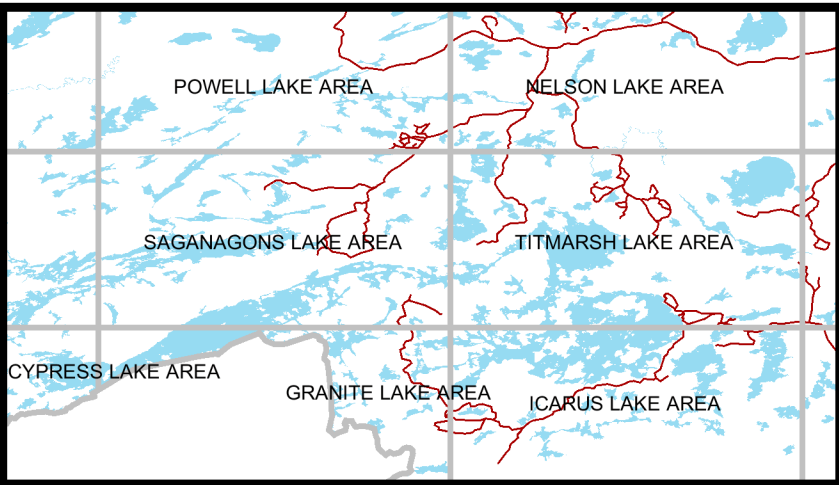 POWELL LAKE AREA
NELSON LAKE AREA
SAGANAGONS LAKE AREA
TITMARSH LAKE AREA
CYPRESS LAKE AREA
GRANITE LAKE AREA
ICARUS LAKE AREA